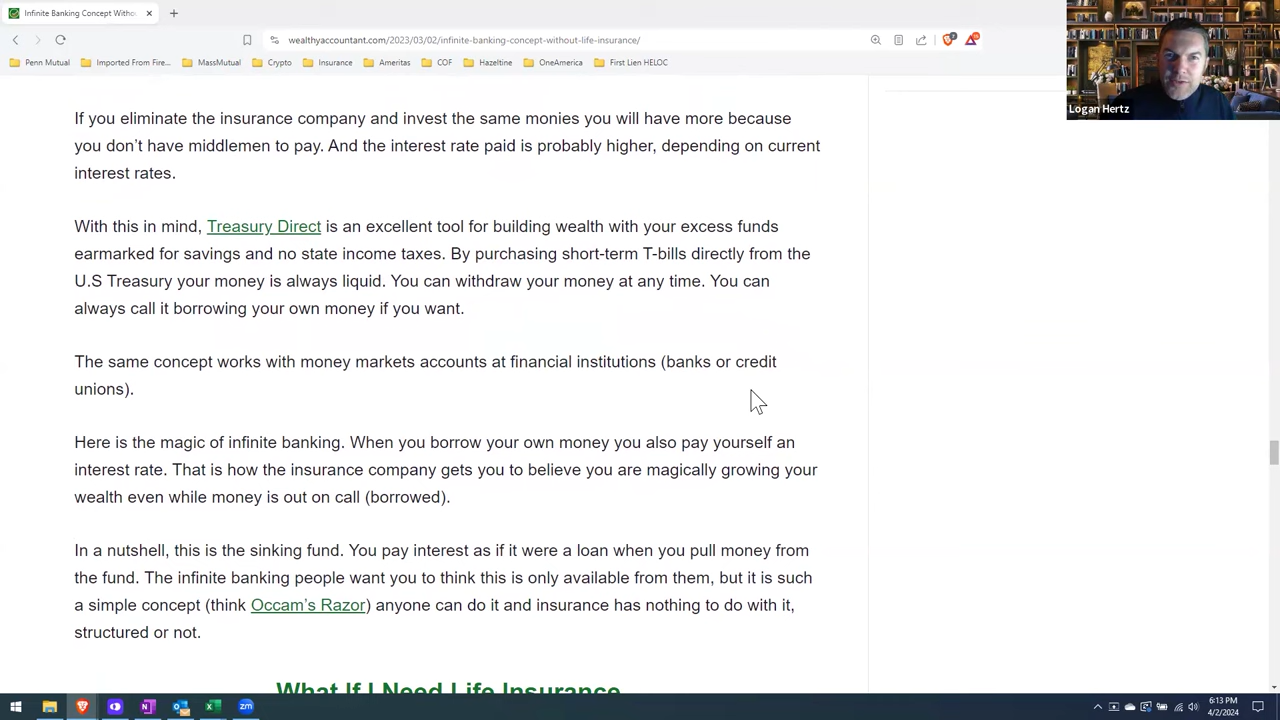 Infinite Banking Concept Witho
wealthyaccountant.com/2023/03/02/infinite-banking-concept-without-life-insurance/
Penn Mutual
Imported From Fire...
MassMutual
Crypto
Insurance
Ameritas
COF
Hazeltine
OneAmerica
First Lien HELOC
Logan Hertz
If you eliminate the insurance company and invest the same monies you will have more because
you don't have middlemen to pay. And the interest rate paid is probably higher, depending on current
interest rates.
With this in mind, Treasury Direct is an excellent tool for building wealth with your excess funds
earmarked for savings and no state income taxes. By purchasing short-term T-bills directly from the
U.S Treasury your money is always liquid. You can withdraw your money at any time. You can
always call it borrowing your own money if you want.
The same concept works with money markets accounts at financial institutions (banks or credit
unions).
Here is the magic of infinite banking. When you borrow your own money you also pay yourself an
interest rate. That is how the insurance company gets you to believe you are magically growing your
wealth even while money is out on call (borrowed).
In a nutshell, this is the sinking fund. You pay interest as if it were a loan when you pull money from
the fund. The infinite banking people want you to think this is only available from them, but it is such
a simple concept (think Occam's Razor) anyone can do it and insurance has nothing to do with it,
structured or not.
What If I Need Life Insurance
6:13 PM
4/2/2024